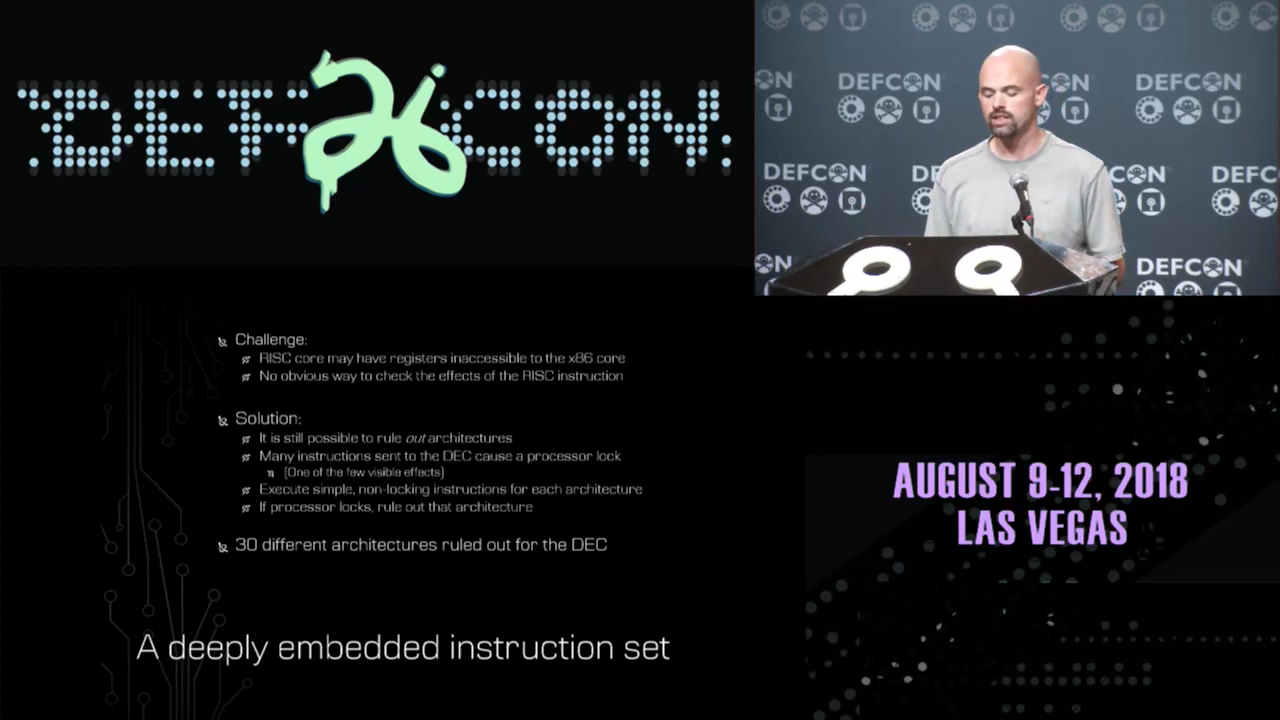 DEFCON
26
DEFCON
DEFCON
DEFCON
DEFCON
DEFCON
Challenge:
RISC core may have registers inaccessible to the x86 core
No obvious way to check the effects of the RISC instruction
Solution:
It is still possible to rule out architectures
Many instructions sent to the DEC cause a processor lock
(One of the few visible effects)
Execute simple, non-locking instructions for each architecture
If processor locks, rule out that architecture
30 different architectures ruled out for the DEC
A deeply embedded instruction set
AUGUST 9-12, 2018
LAS VEGAS